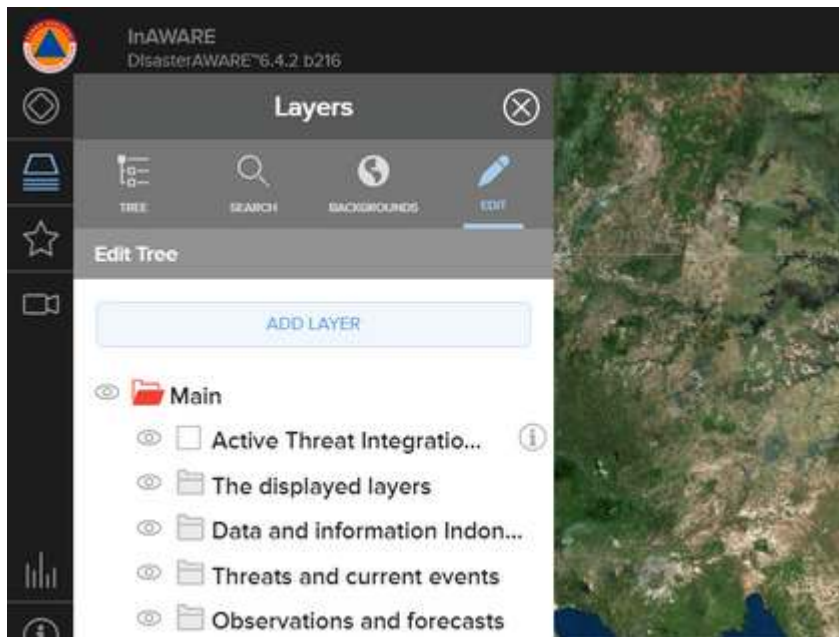 InAWARE
DisasterAWARE™6.4.2 b216
Layers
TREE
SEARCH
BACKGROUNDS
EDIT
Edit Tree
ADD LAYER
Main
Active Threat Integratio...
The displayed layers
Data and information Indon...
Threats and current events
Observations and forecasts